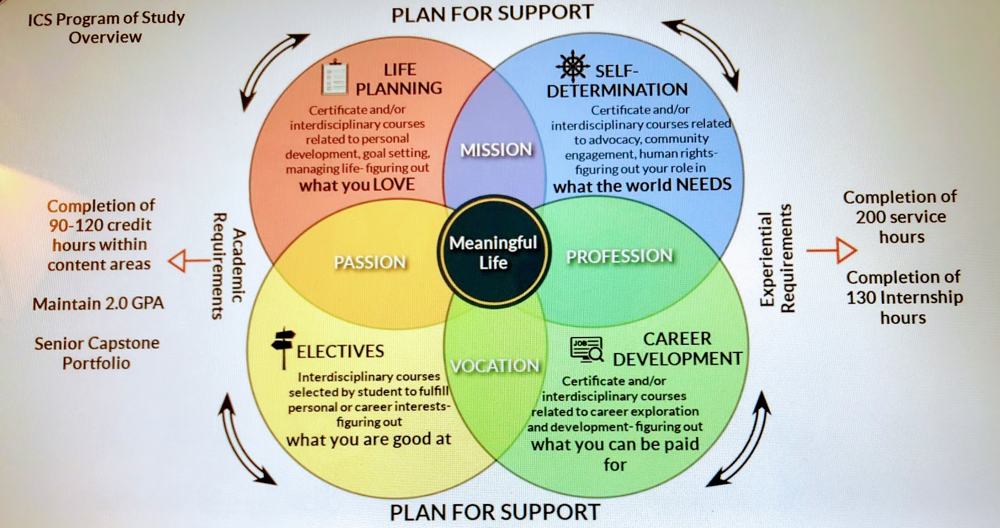 ICS Program of Study
Overview
PLAN FOR SUPPORT
LIFE
PLANNING
Certificate and/or
interdisciplinary courses
related to personal
development, goal setting,
managing life- figuring out
what you LOVE
SELF-
DETERMINATION
Certificate and/or
interdisciplinary courses related
to advocacy, community
engagement, human rights-
figuring out your role in
what the world NEEDS
MISSION
Completion of
90-120 credit
hours within
content areas
Maintain 2.0 GPA
Senior Capstone
Portfolio
Academic
Requirements
PASSION
Meaningful
Life
PROFESSION
Experiential
Requirements
Completion of
200 service
hours
Completion of
130 Internship
hours
ELECTIVES
Interdisciplinary courses
selected by student to fulfill
personal or career interests-
figuring out
what you are good at
VOCATION
JOB
CAREER
DEVELOPMENT
Certificate and/or
interdisciplinary courses
related to career exploration
and development- figuring out
what you can be paid
for
PLAN FOR SUPPORT